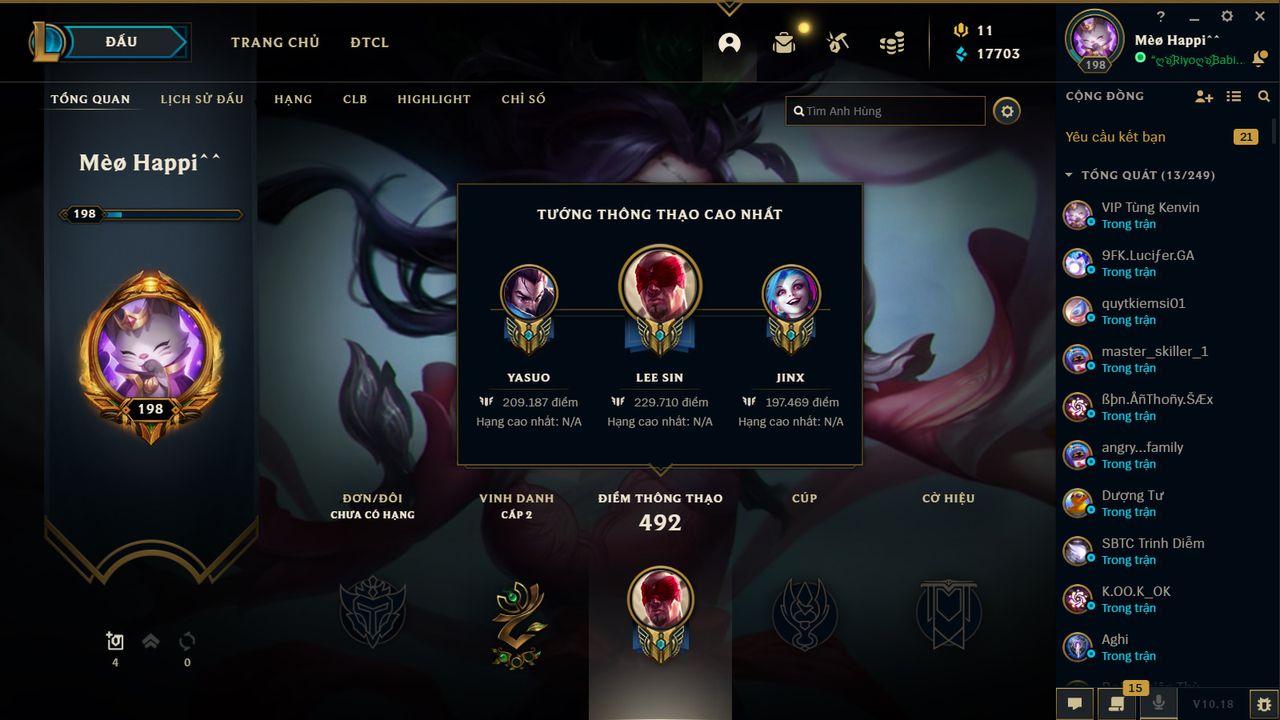 ĐẤU
TRANG CHỦ
ĐTCL
11
17703
?
198
Mèø Happi^^
TỔNG QUAN
LỊCH SỬ ĐẤU
HẠNG
CLB
HIGHLIGHT
CHỈ SỐ
Tìm Anh Hùng
Mèø Happi^^
198
198
4
0
TƯỚNG THÔNG THẠO CAO NHẤT
YASUO
LEE SIN
JINX
209.187 điểm
229.710 điểm
197.469 điểm
Hạng cao nhất: N/A
Hạng cao nhất: N/A
Hạng cao nhất: N/A
ĐƠN/ĐÔI
CHƯA CÓ HẠNG
VINH DANH
CẤP 2
ĐIỂM THÔNG THẠO
492
CÚP
CỜ HIỆU
CỘNG ĐỒNG
Yêu cầu kết bạn
21
TỔNG QUÁT (13/249)
VIP Tùng Kenvin
Trong trận
9FK.Luciƒer.GA
Trong trận
quytkiemsi01
Trong trận
master_skiller_1
Trong trận
ßþn.ÅñThoñy.ŠÆx
Trong trận
angry...family
Trong trận
Dượng Tư
Trong trận
SBTC Trinh Diễm
Trong trận
K.OO.K_OK
Trong trận
Aghi
Trong trận
15
V10.18